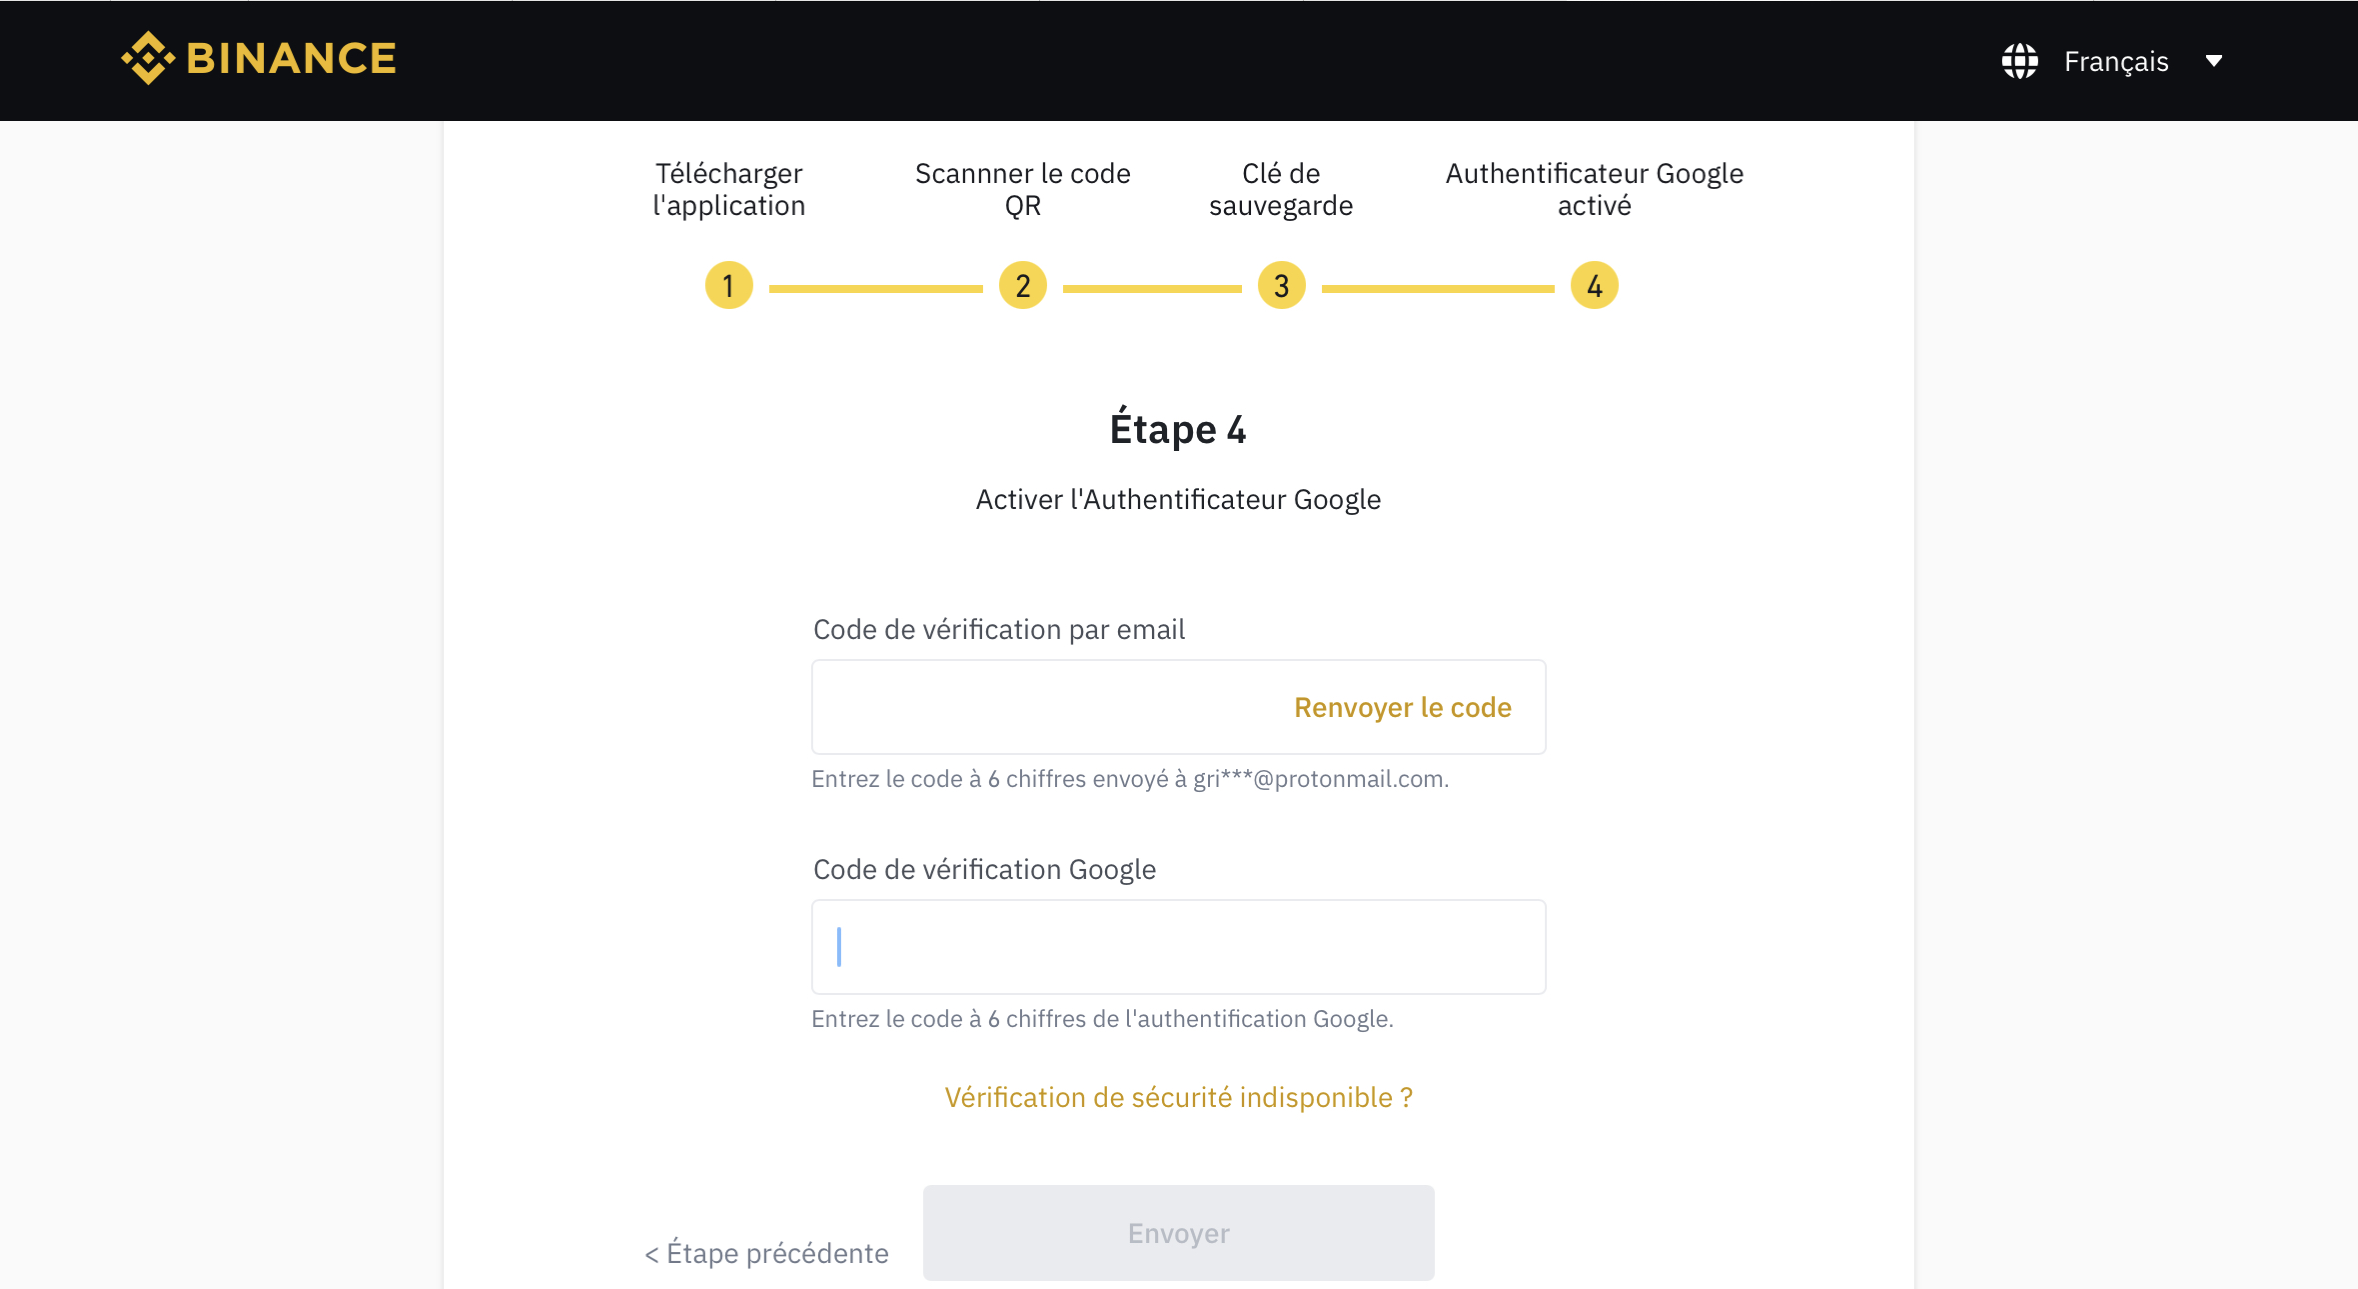 BINANCE
Français
Télécharger
l'application
Scannner le code
QR
Clé de
sauvegarde
Authentificateur Google
activé
1
2
3
4
Étape 4
Activer l'Authentificateur Google
Code de vérification par email
Renvoyer le code
Entrez le code à 6 chiffres envoyé à gri***@protonmail.com.
Code de vérification Google
Entrez le code à 6 chiffres de l'authentification Google.
Vérification de sécurité indisponible ?
< Étape précédente
Envoyer